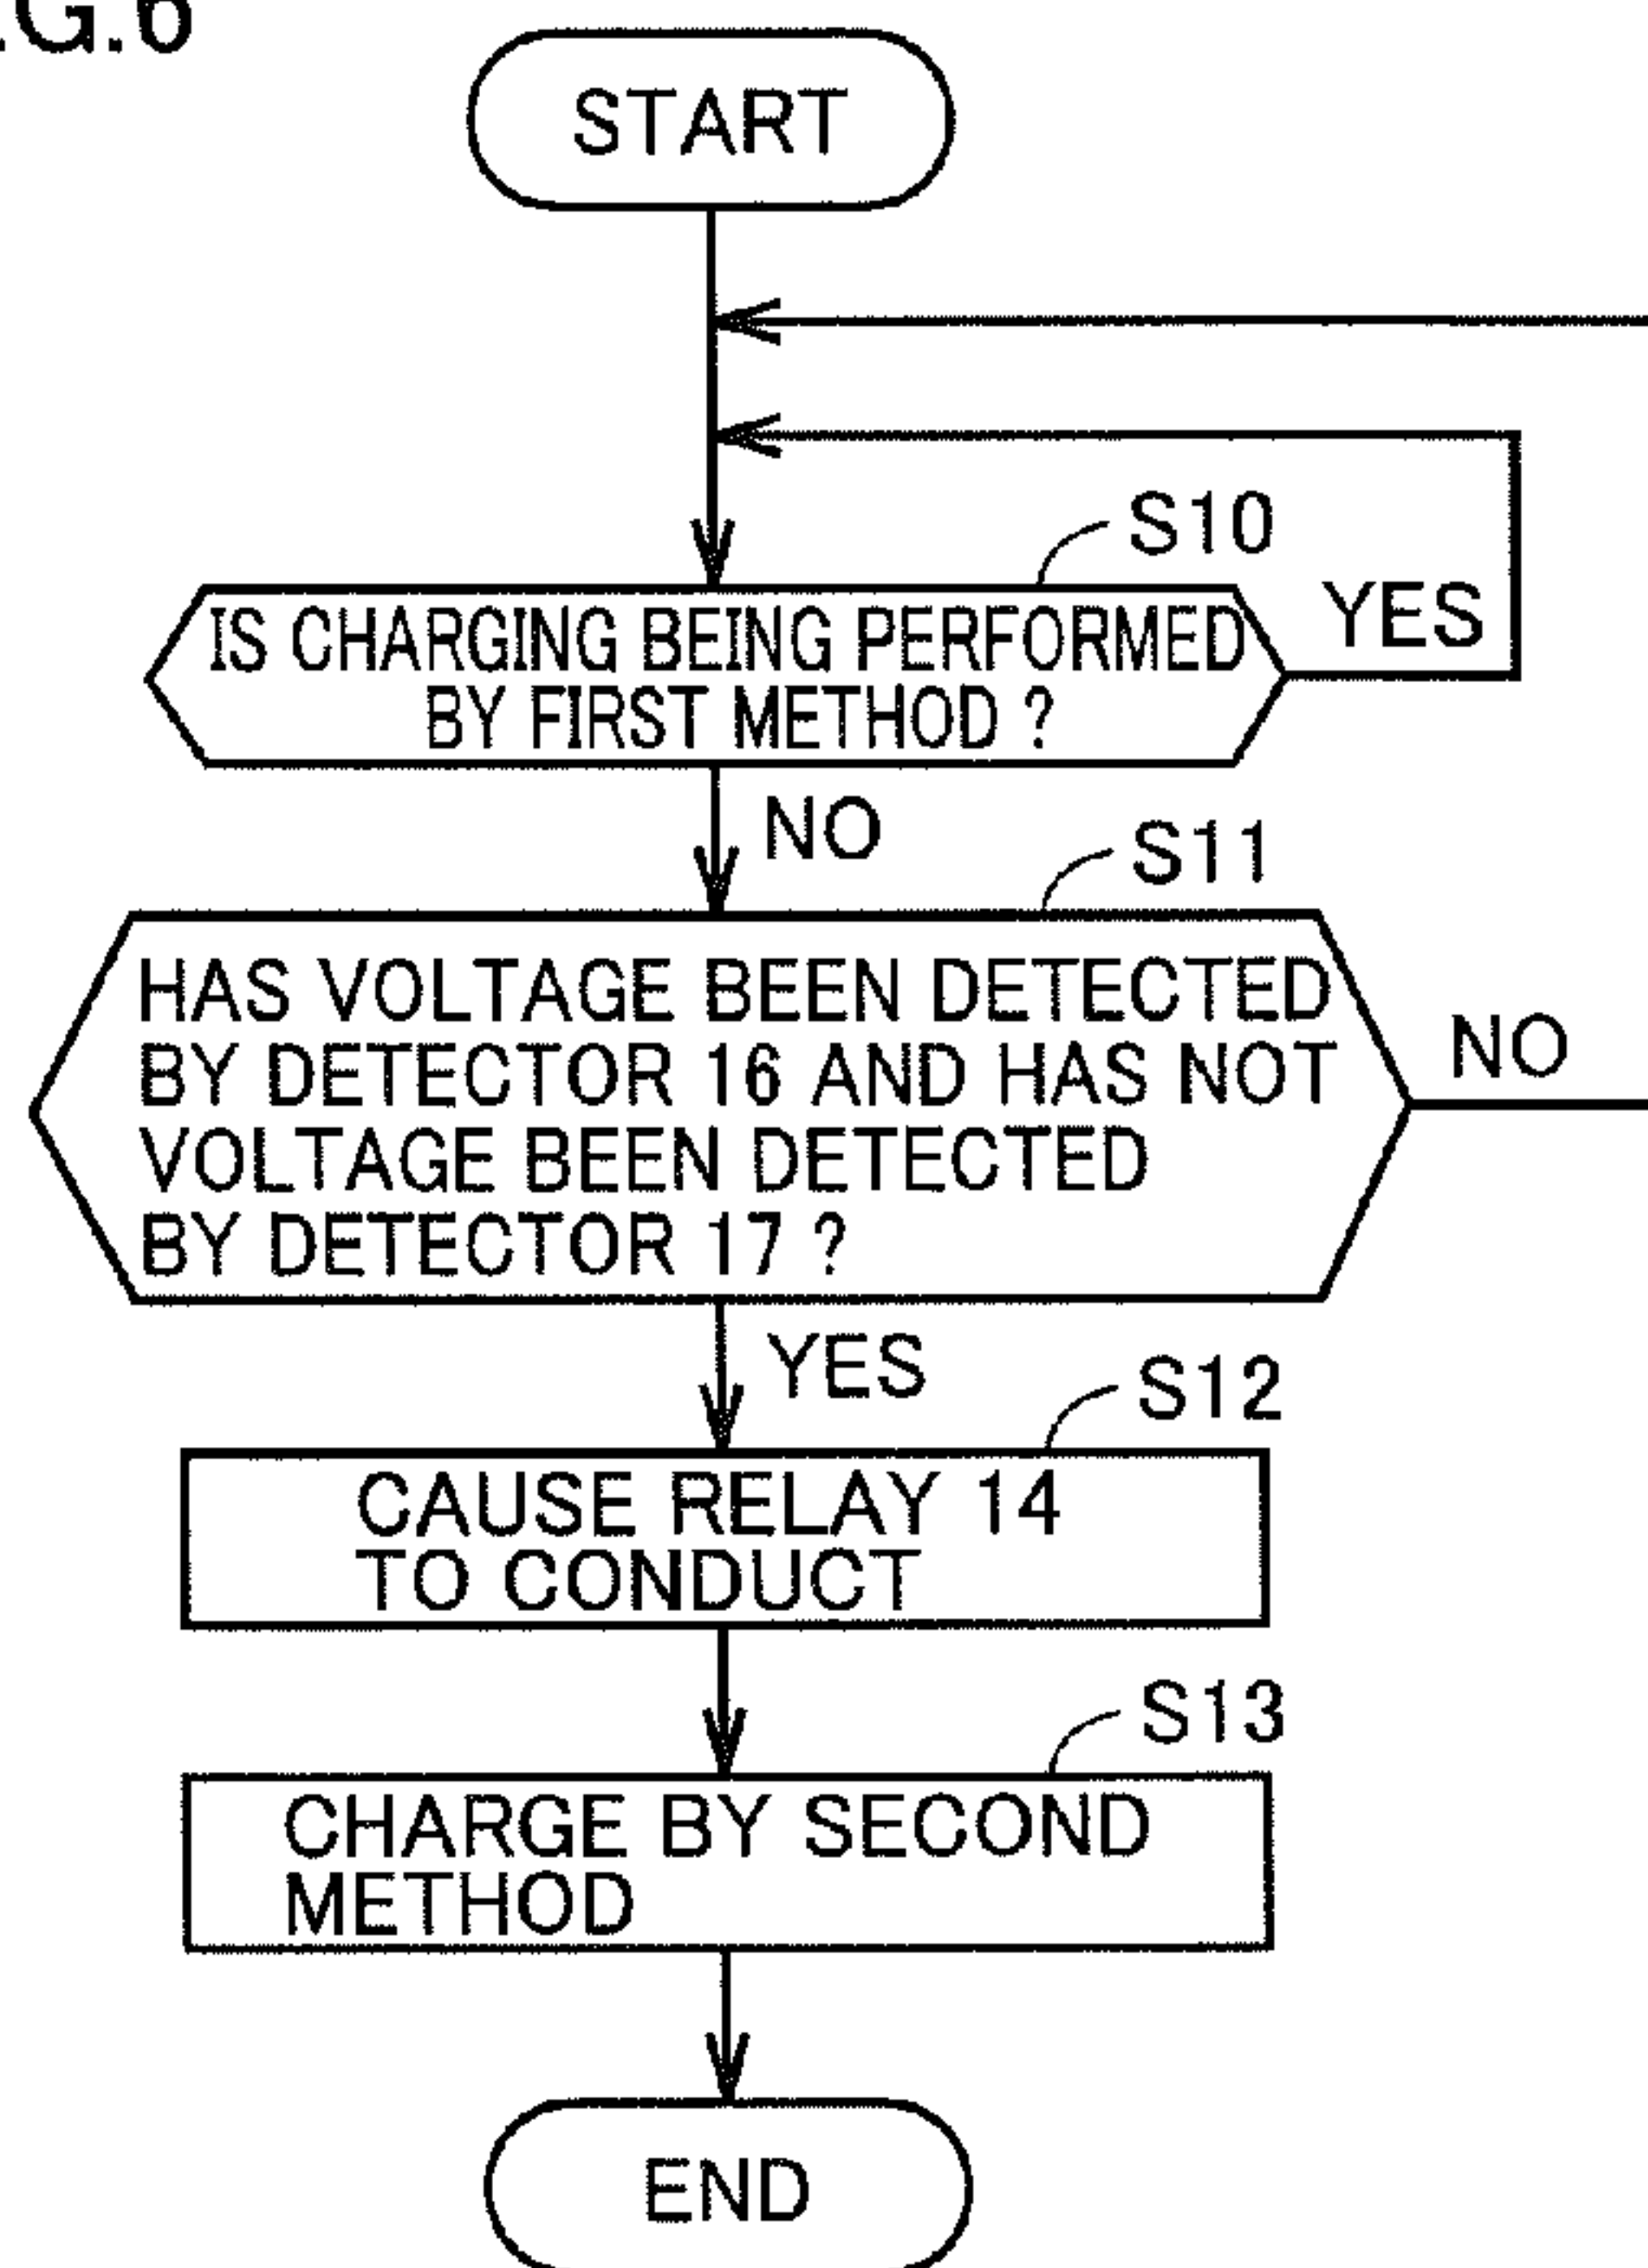 .G.6
START
S10
IS CHARGING BEING PERFORMED
BY FIRST METHOD ?
YES
NO
S11
HAS VOLTAGE BEEN DETECTED
BY DETECTOR 16 AND HAS NOT
VOLTAGE BEEN DETECTED
BY DETECTOR 17 ?
NO
YES
S12
CAUSE RELAY 14
TO CONDUCT
S13
CHARGE BY SECOND
METHOD
END